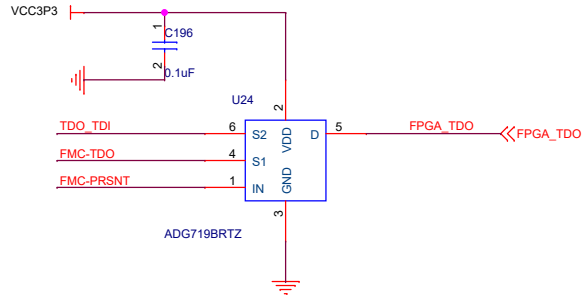 VCC3P3
1
C196
2
0.1uF
U24
2
TDO_TDI
6
S2
VDD
D
5
FPGA_TDO
FPGA_TDO
FMC-TDO
4
S1
FMC-PRSNT
1
IN
GND
3
ADG719BRTZ